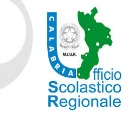 CALABRIA
M.I.U.R.
Ufficio
Scolastico
Regionale